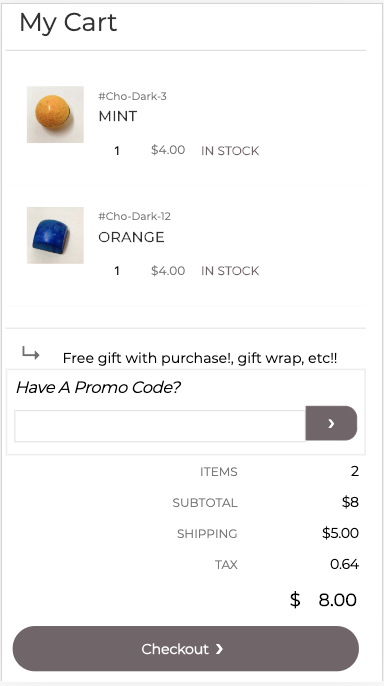 My Cart
#Cho-Dark-3
MINT
1 $4.00 IN STOCK
#Cho-Dark-12
ORANGE
1 $4.00 IN STOCK
Free gift with purchase!, gift wrap, etc!!
Have A Promo Code?
ITEMS 2
SUBTOTAL $8
SHIPPING $5.00
TAX 0.64
$ 8.00
Checkout